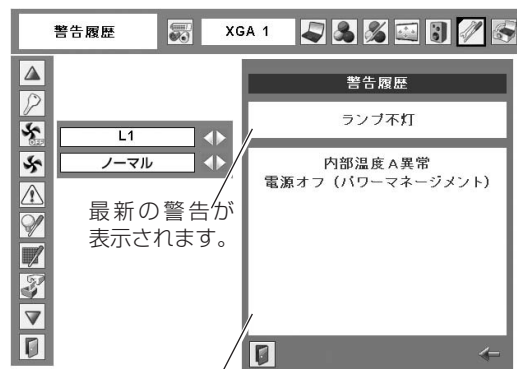 警告履歴
XGA 1
警告履歴
ランプ不灯
L1
ノーマル
内部温度A異常
電源オフ（パワーマネージメント）
最新の警告が
表示されます。